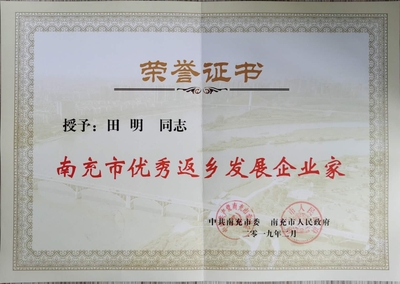 荣誉证书
授予：田 明 同志
南充市优秀返乡发展企业家
中共南充市委 南充市人民政府
二〇一九年二月